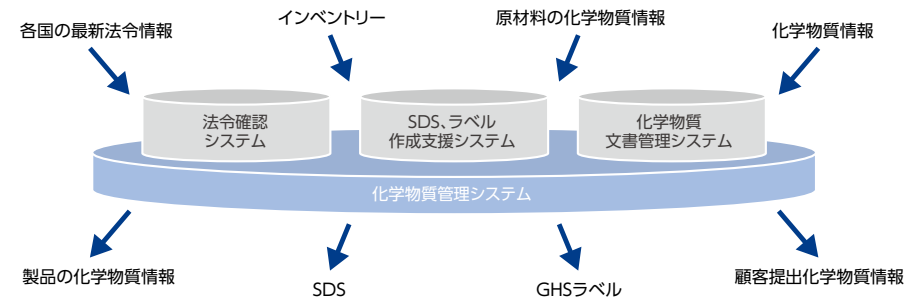 各国の最新法令情報
インベントリー
原材料の化学物質情報
化学物質情報
法令確認
システム
SDS、ラベル
作成支援システム
化学物質
文書管理システム
化学物質管理システム
製品の化学物質情報
SDS
GHSラベル
顧客提出化学物質情報